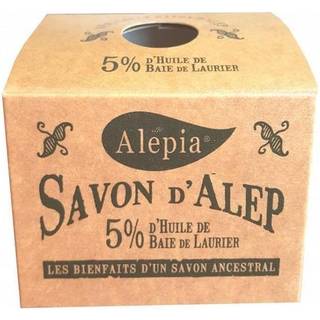 5% D'HUILE DE
BAIE DE LAURIER
Alepia®
SAVON D'ALEP
5% D'HUILE DE
BAIE DE LAURIER
LES BIENFAITS D'UN SAVON ANCESTRAL